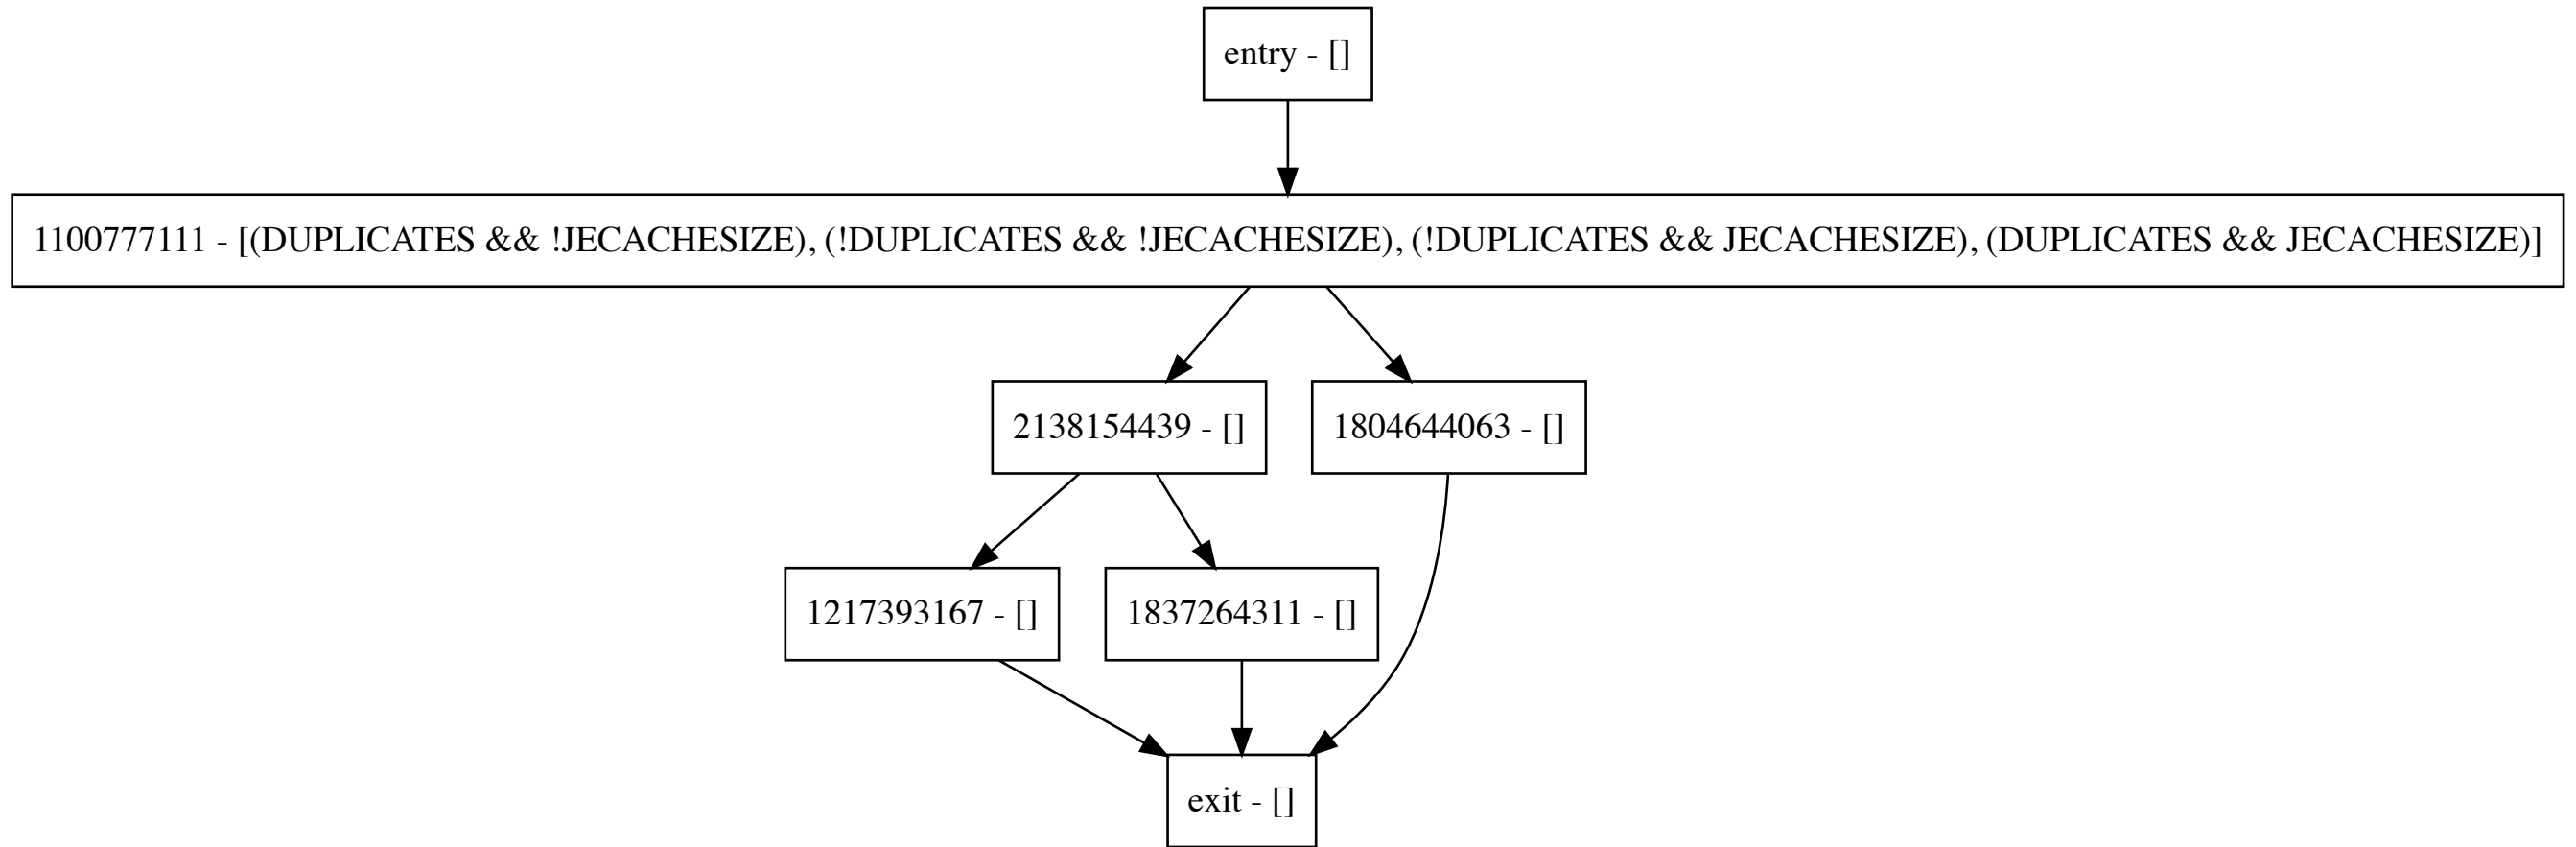 entry - []
1100777111 - [(DUPLICATES && !JECACHESIZE), (!DUPLICATES && !JECACHESIZE), (!DUPLICATES && JECACHESIZE), (DUPLICATES && JECACHESIZE)]
2138154439 - []
1804644063 - []
1217393167 - []
1837264311 - []
exit - []